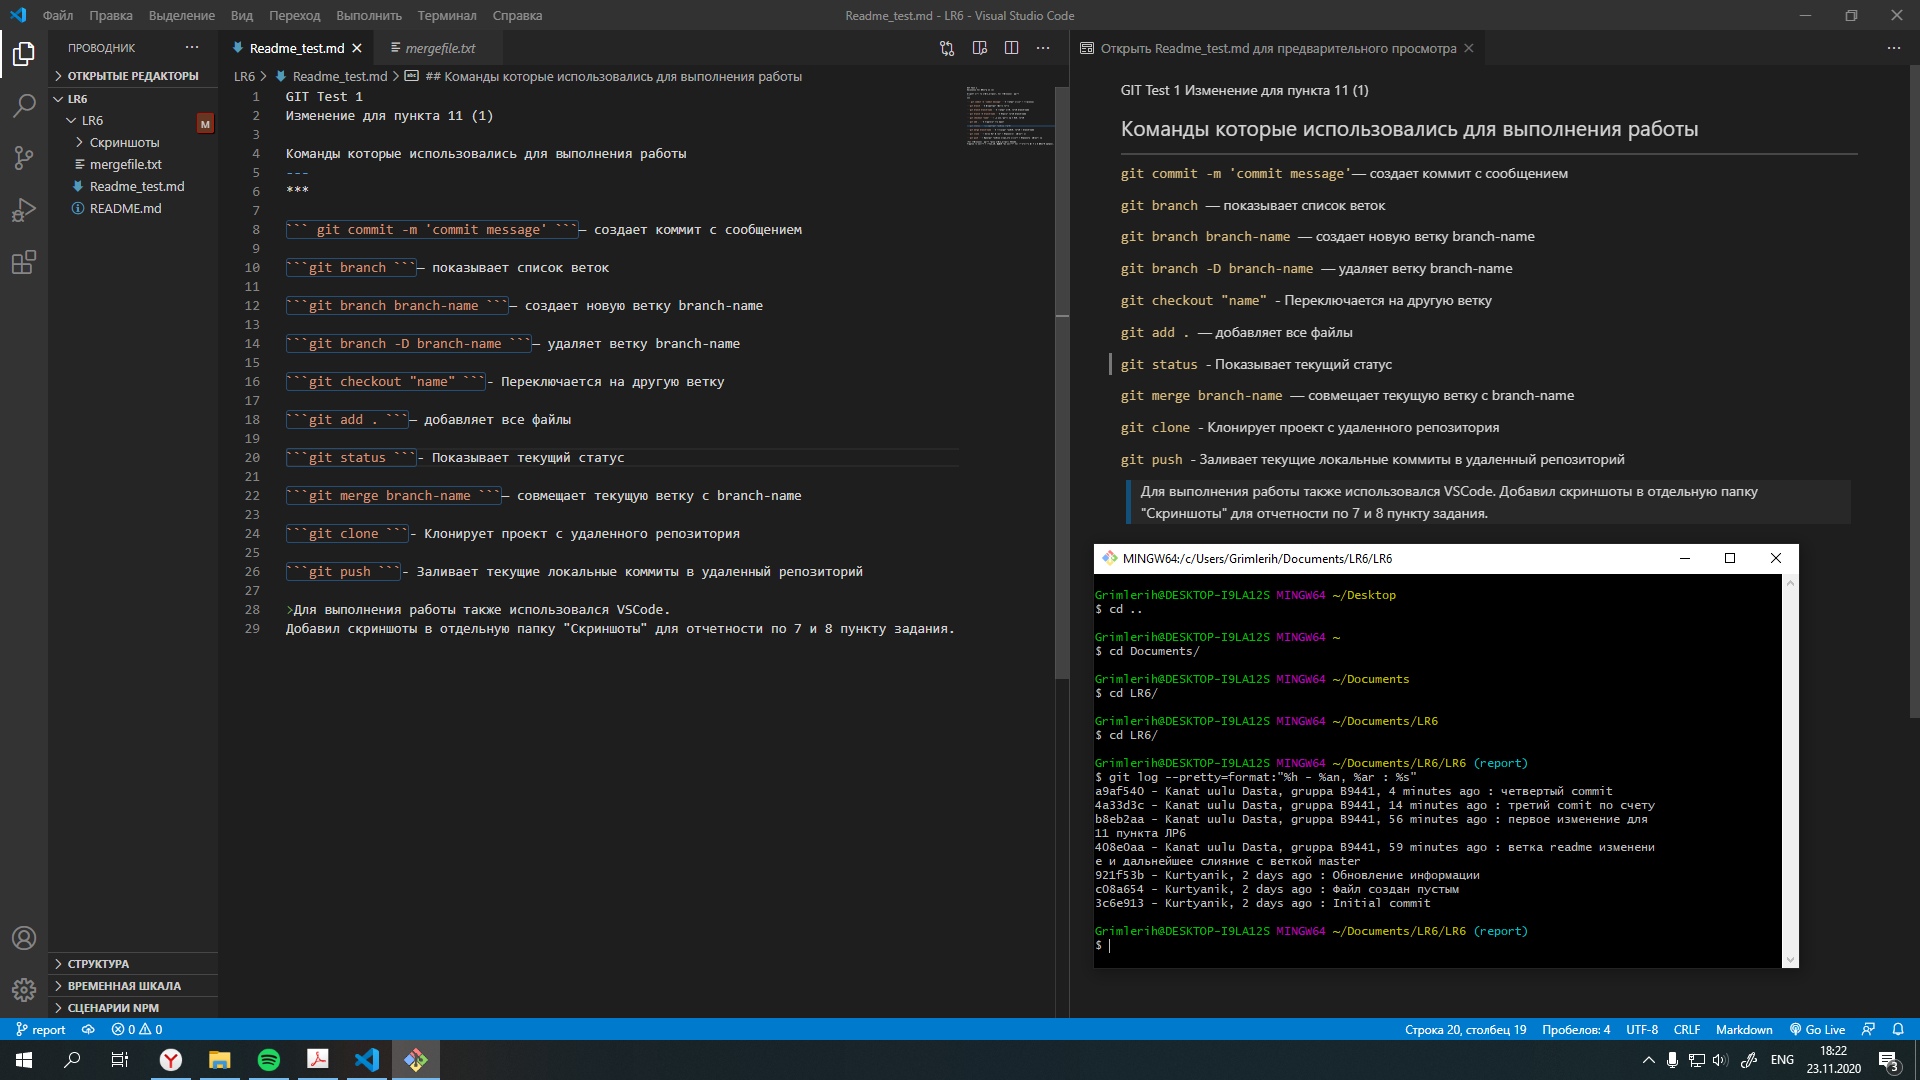 Файл Правка Выделение Вид Переход Выполнить Терминал Справка
Readme_test.md - LR6 - Visual Studio Code
ПРОВОДНИК
ОТКРЫТЫЕ РЕДАКТОРЫ
LR6
LR6
M
Скриншоты
mergefile.txt
Readme_test.md
README.md
СТРУКТУРА
ВРЕМЕННАЯ ШКАЛА
СЦЕНАРИИ NPM
Readme_test.md
mergefile.txt
LR6 > Readme_test.md > ## Команды которые использовались для выполнения работы
1 GIT Test 1
2 Изменение для пункта 11 (1)
3
4 Команды которые использовались для выполнения работы
5 ---
6 ***
7
8 ``` git commit -m 'commit message' ```— создает коммит с сообщением
9
10 ```git branch ```— показывает список веток
11
12 ```git branch branch-name ```— создает новую ветку branch-name
13
14 ```git branch -D branch-name ```— удаляет ветку branch-name
15
16 ```git checkout "name" ```- Переключается на другую ветку
17
18 ```git add . ```— добавляет все файлы
19
20 ```git status ```- Показывает текущий статус
21
22 ```git merge branch-name ```— совмещает текущую ветку с branch-name
23
24 ```git clone ```- Клонирует проект с удаленного репозитория
25
26 ```git push ```- Заливает текущие локальные коммиты в удаленный репозиторий
27
28 >Для выполнения работы также использовался VSCode.
29 Добавил скриншоты в отдельную папку "Скриншоты" для отчетности по 7 и 8 пункту задания.
Открыть Readme_test.md для предварительного просмотра
GIT Test 1 Изменение для пункта 11 (1)
Команды которые использовались для выполнения работы
git commit -m 'commit message'— создает коммит с сообщением
git branch — показывает список веток
git branch branch-name — создает новую ветку branch-name
git branch -D branch-name — удаляет ветку branch-name
git checkout "name" - Переключается на другую ветку
git add . — добавляет все файлы
git status - Показывает текущий статус
git merge branch-name — совмещает текущую ветку с branch-name
git clone - Клонирует проект с удаленного репозитория
git push - Заливает текущие локальные коммиты в удаленный репозиторий
Для выполнения работы также использовался VSCode. Добавил скриншоты в отдельную папку
"Скриншоты" для отчетности по 7 и 8 пункту задания.
MINGW64:/c/Users/Grimlerih/Documents/LR6/LR6
Grimlerih@DESKTOP-I9LA12S MINGW64 ~/Desktop
$ cd ..
Grimlerih@DESKTOP-I9LA12S MINGW64 ~
$ cd Documents/
Grimlerih@DESKTOP-I9LA12S MINGW64 ~/Documents
$ cd LR6/
Grimlerih@DESKTOP-I9LA12S MINGW64 ~/Documents/LR6
$ cd LR6/
Grimlerih@DESKTOP-I9LA12S MINGW64 ~/Documents/LR6/LR6 (report)
$ git log --pretty=format:"%h - %an, %ar : %s"
a9af540 - Kanat uulu Dasta, gruppa B9441, 4 minutes ago : четвертый commit
4a33d3c - Kanat uulu Dasta, gruppa B9441, 14 minutes ago : третий comit по счету
b8eb2aa - Kanat uulu Dasta, gruppa B9441, 56 minutes ago : первое изменение для
11 пункта ЛР6
408e0aa - Kanat uulu Dasta, gruppa B9441, 59 minutes ago : ветка readme изменени
е и дальнейшее слияние с веткой master
921f53b - Kurtyanik, 2 days ago : Обновление информации
c08a654 - Kurtyanik, 2 days ago : Файл создан пустым
3c6e913 - Kurtyanik, 2 days ago : Initial commit
Grimlerih@DESKTOP-I9LA12S MINGW64 ~/Documents/LR6/LR6 (report)
$
report 0 0
Строка 20, столбец 19 Пробелов: 4 UTF-8 CRLF Markdown Go Live
ENG
18:22
23.11.2020
3